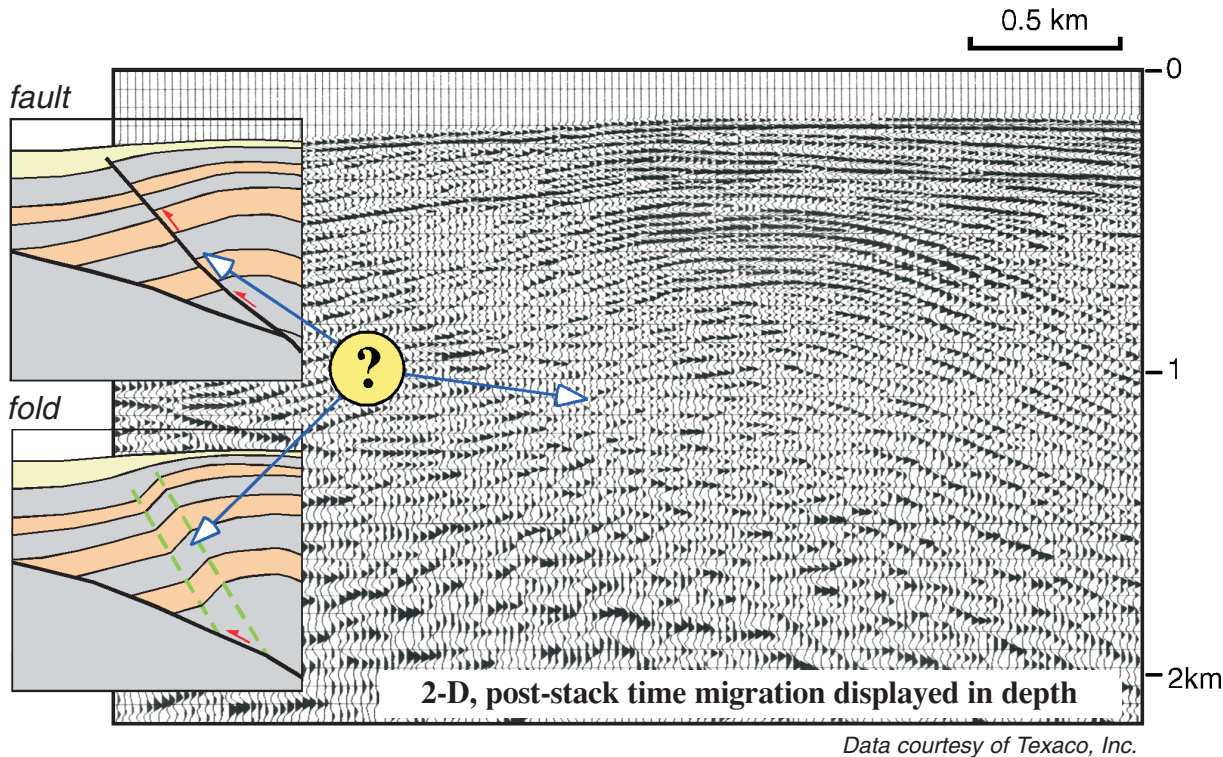 0.5 km
0
fault
?
1
fold
2-D, post-stack time migration displayed in depth
2km
Data courtesy of Texaco, Inc.